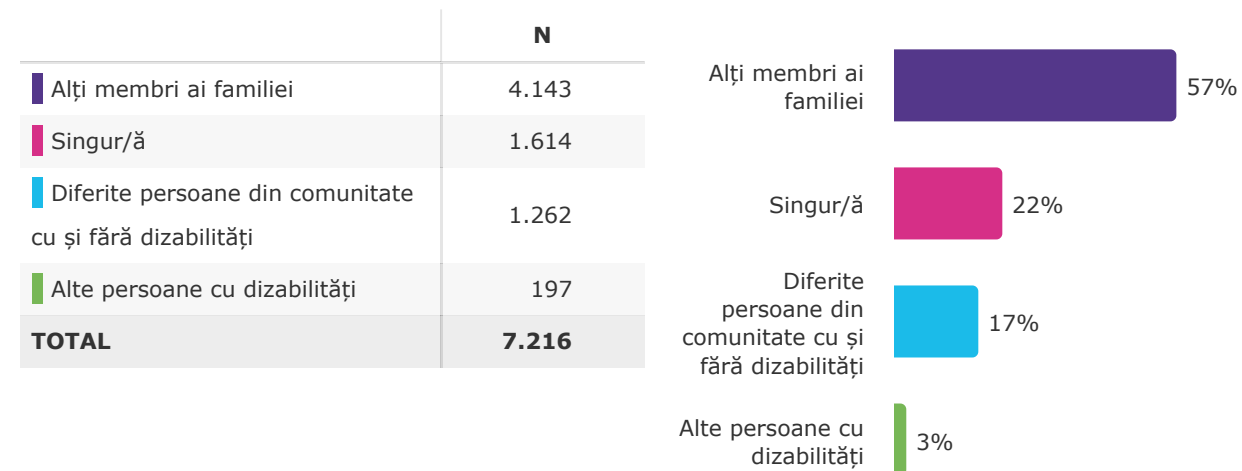 N
Alți membri ai familiei 4.143
Singur/ă 1.614
Diferite persoane din comunitate
cu și fără dizabilități 1.262
Alte persoane cu dizabilități 197
TOTAL 7.216
Alți membri ai
familiei
57%
Singur/ă
22%
Diferite
persoane din
comunitate cu și
fără dizabilități
17%
Alte persoane cu
dizabilități
3%